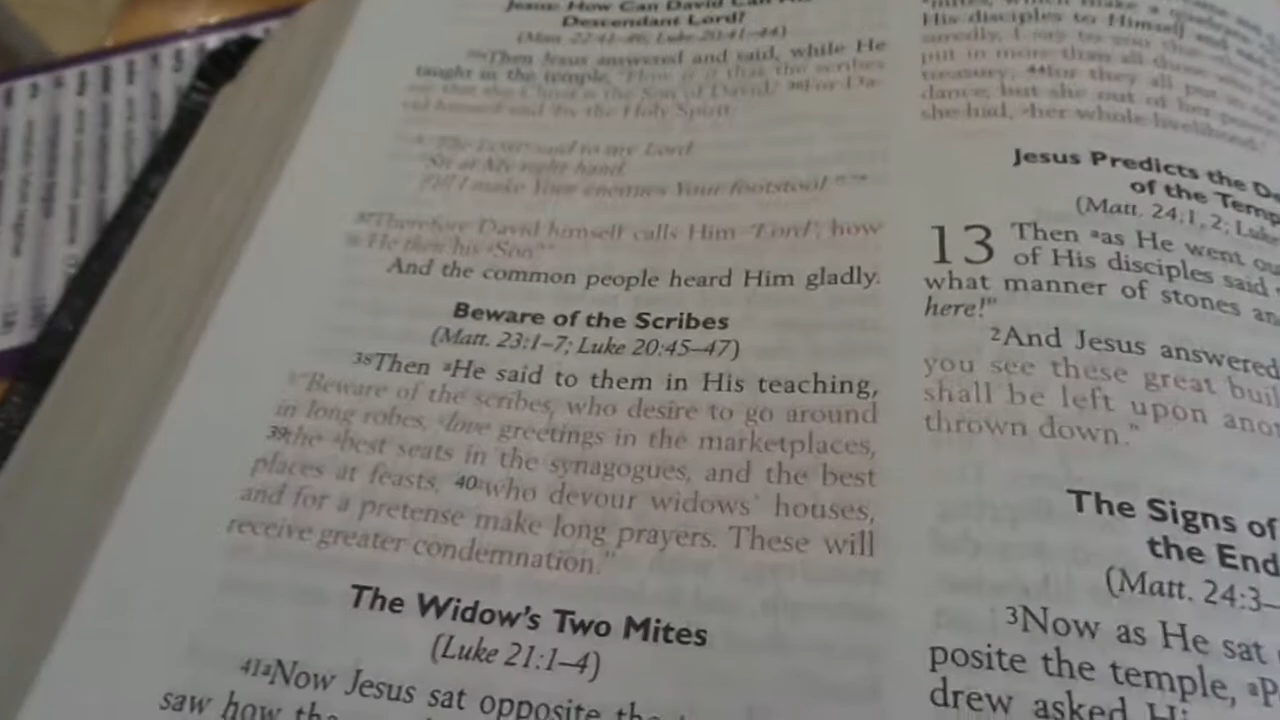 Jesus: How Can David Call His
Descendant Lord?
(Matt. 22:41–46; Luke 20:41–44)
Then Jesus answered and said, while He
taught in the temple, "How is it that the scribes
say that the Christ is the Son of David? 36For Da-
vid himself said by the Holy Spirit:
'The LORD said to my Lord,
"Sit at My right hand,
Till I make Your enemies Your footstool."'
37Therefore David himself calls Him 'Lord'; how
is He then his Son?"
And the common people heard Him gladly.
Beware of the Scribes
(Matt. 23:1–7; Luke 20:45–47)
38Then aHe said to them in His teaching,
"Beware of the scribes, who desire to go around
in long robes, love greetings in the marketplaces,
39the best seats in the synagogues, and the best
places at feasts, 40who devour widows' houses,
and for a pretense make long prayers. These will
receive greater condemnation."
The Widow's Two Mites
(Luke 21:1–4)
41aNow Jesus sat opposite the
saw how the
make a
His disciples to Himself and
I say to you
put in more than all those
treasury; 44for they all put in
dance, but she out of her
she had, her whole livelihood."
Jesus Predicts the De
of the Temp
(Matt. 24:1, 2; Luke
13 Then aas He went ou
of His disciples said
what manner of stones an
here!"
2And Jesus answered
you see these great buil
shall be left upon anot
thrown down."
The Signs of
the End
(Matt. 24:3–
3Now as He sat
posite the temple, aP
drew asked Hi